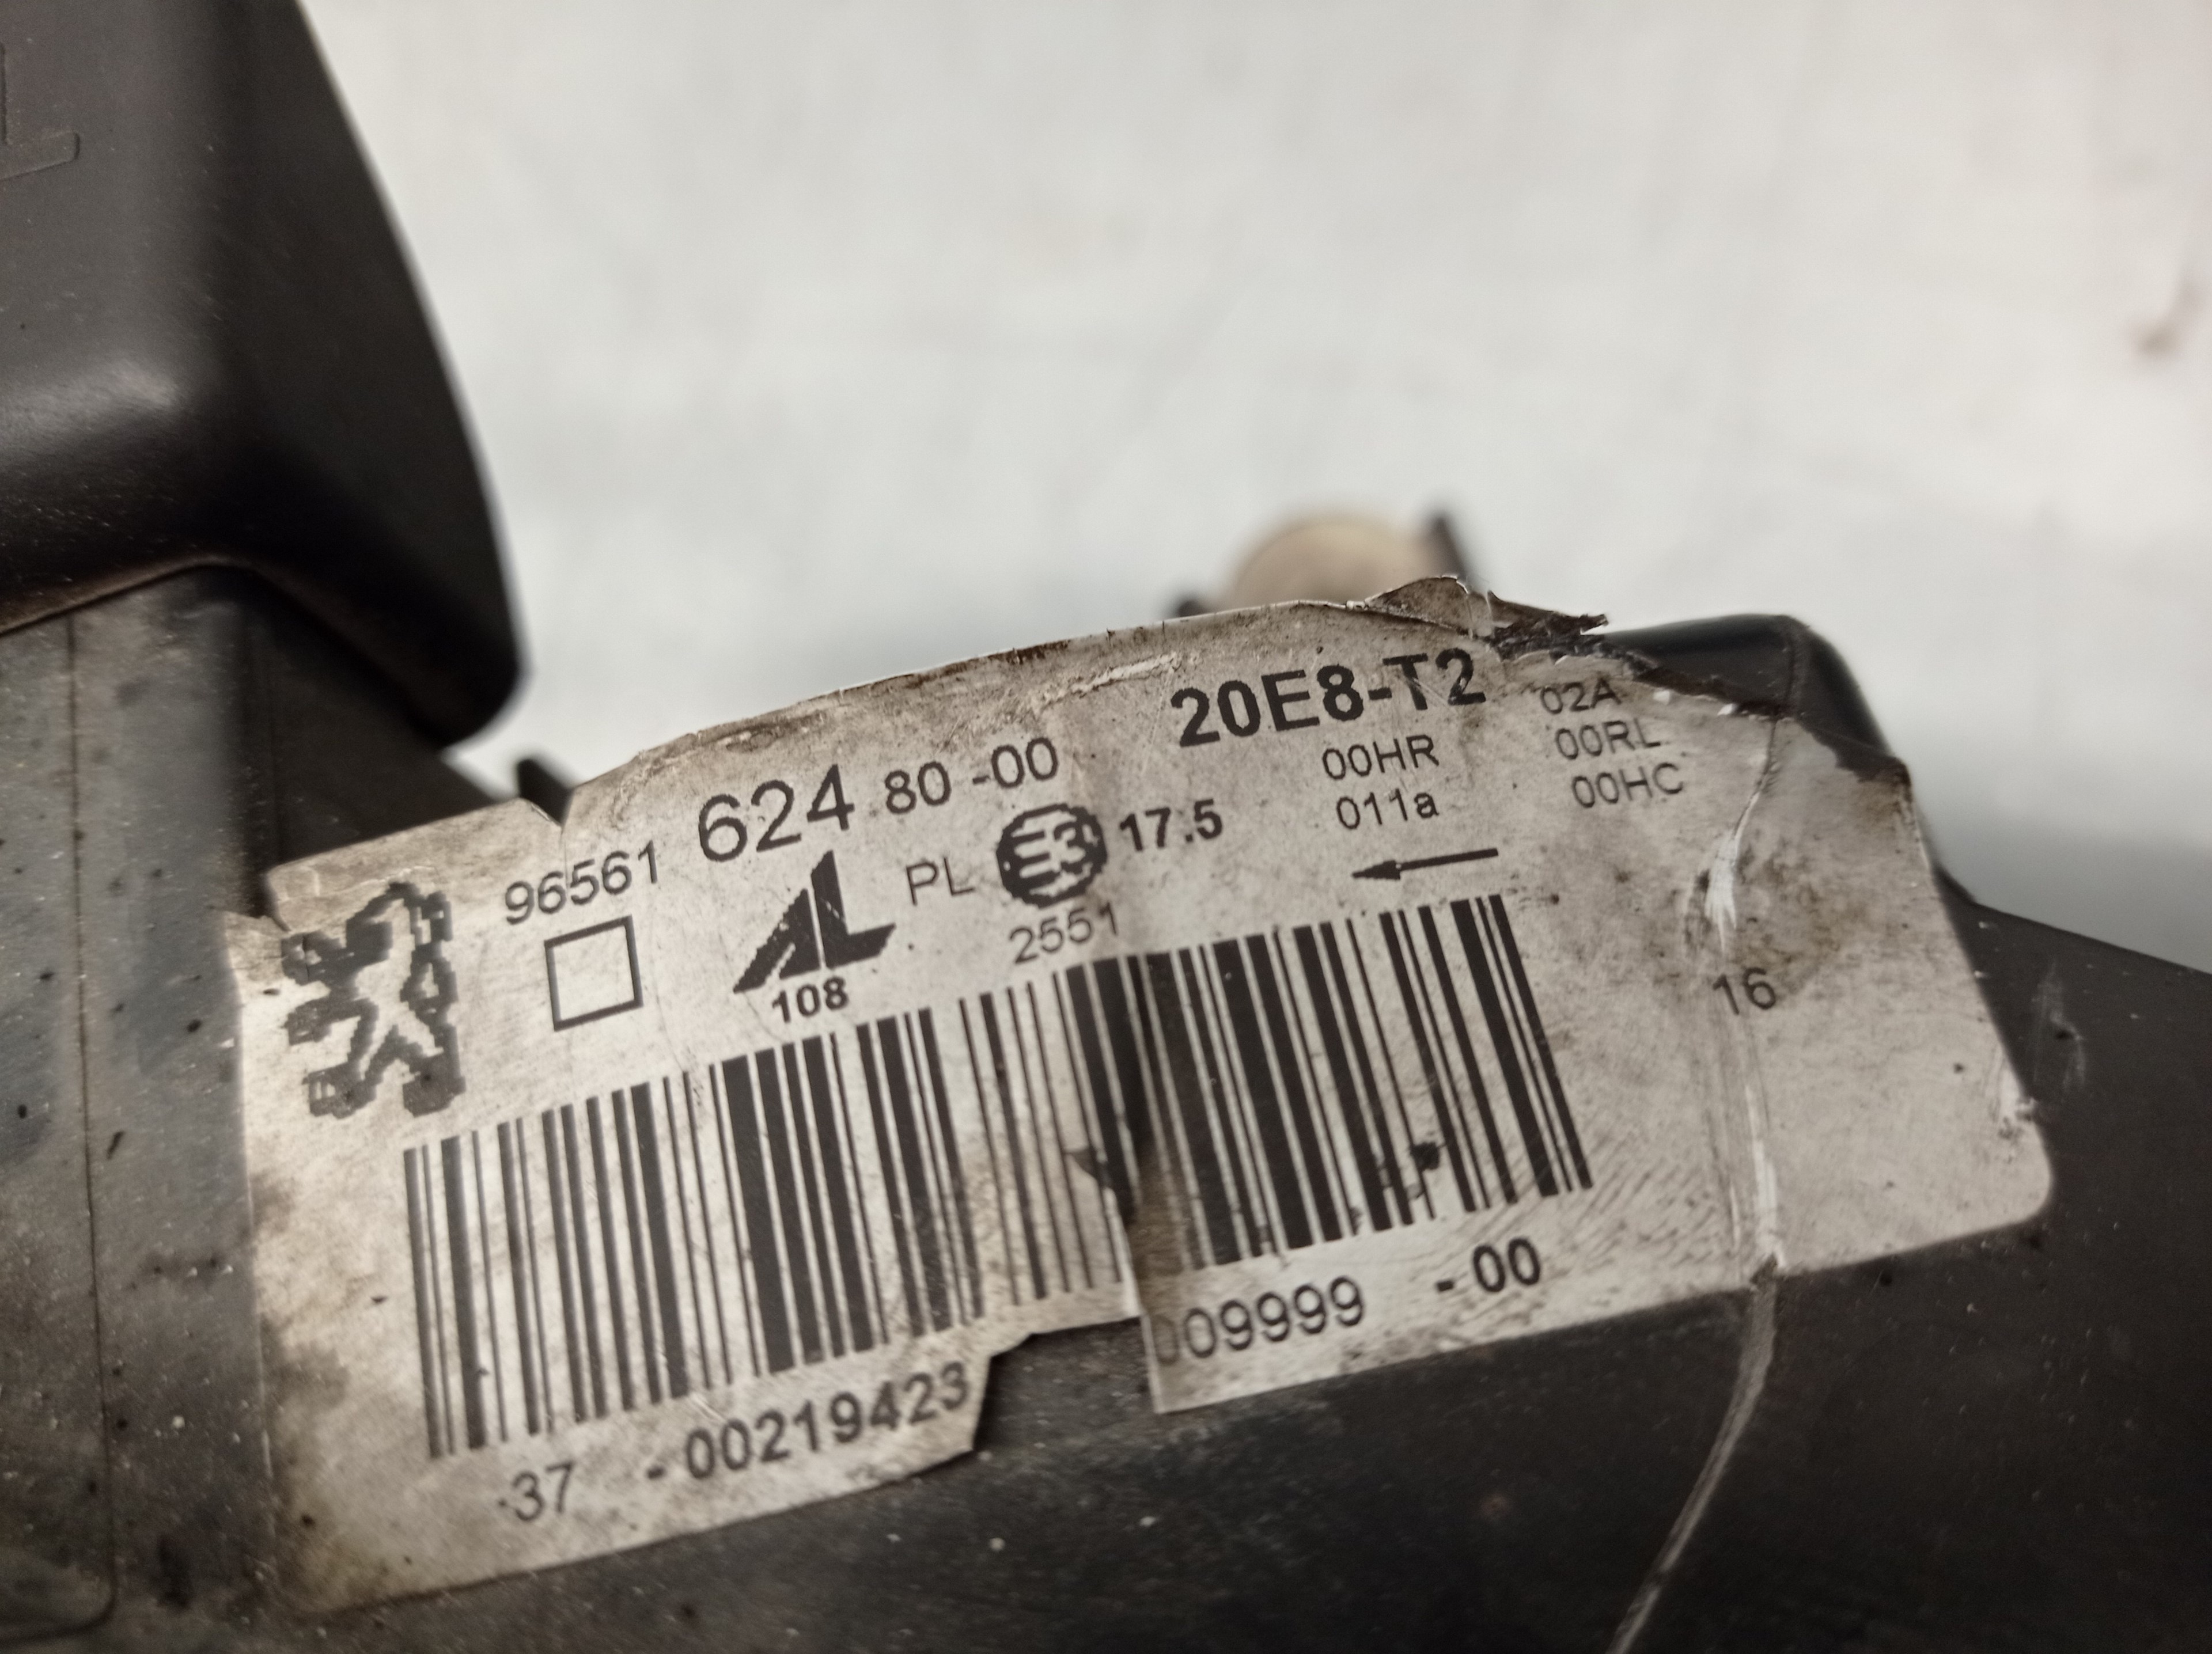 96561 624 80 -00
20E8-T2
02A
00HR 00RL
011a 00HC
AL PL E3 17.5
108
2551
16
37 - 00219423 009999 - 00